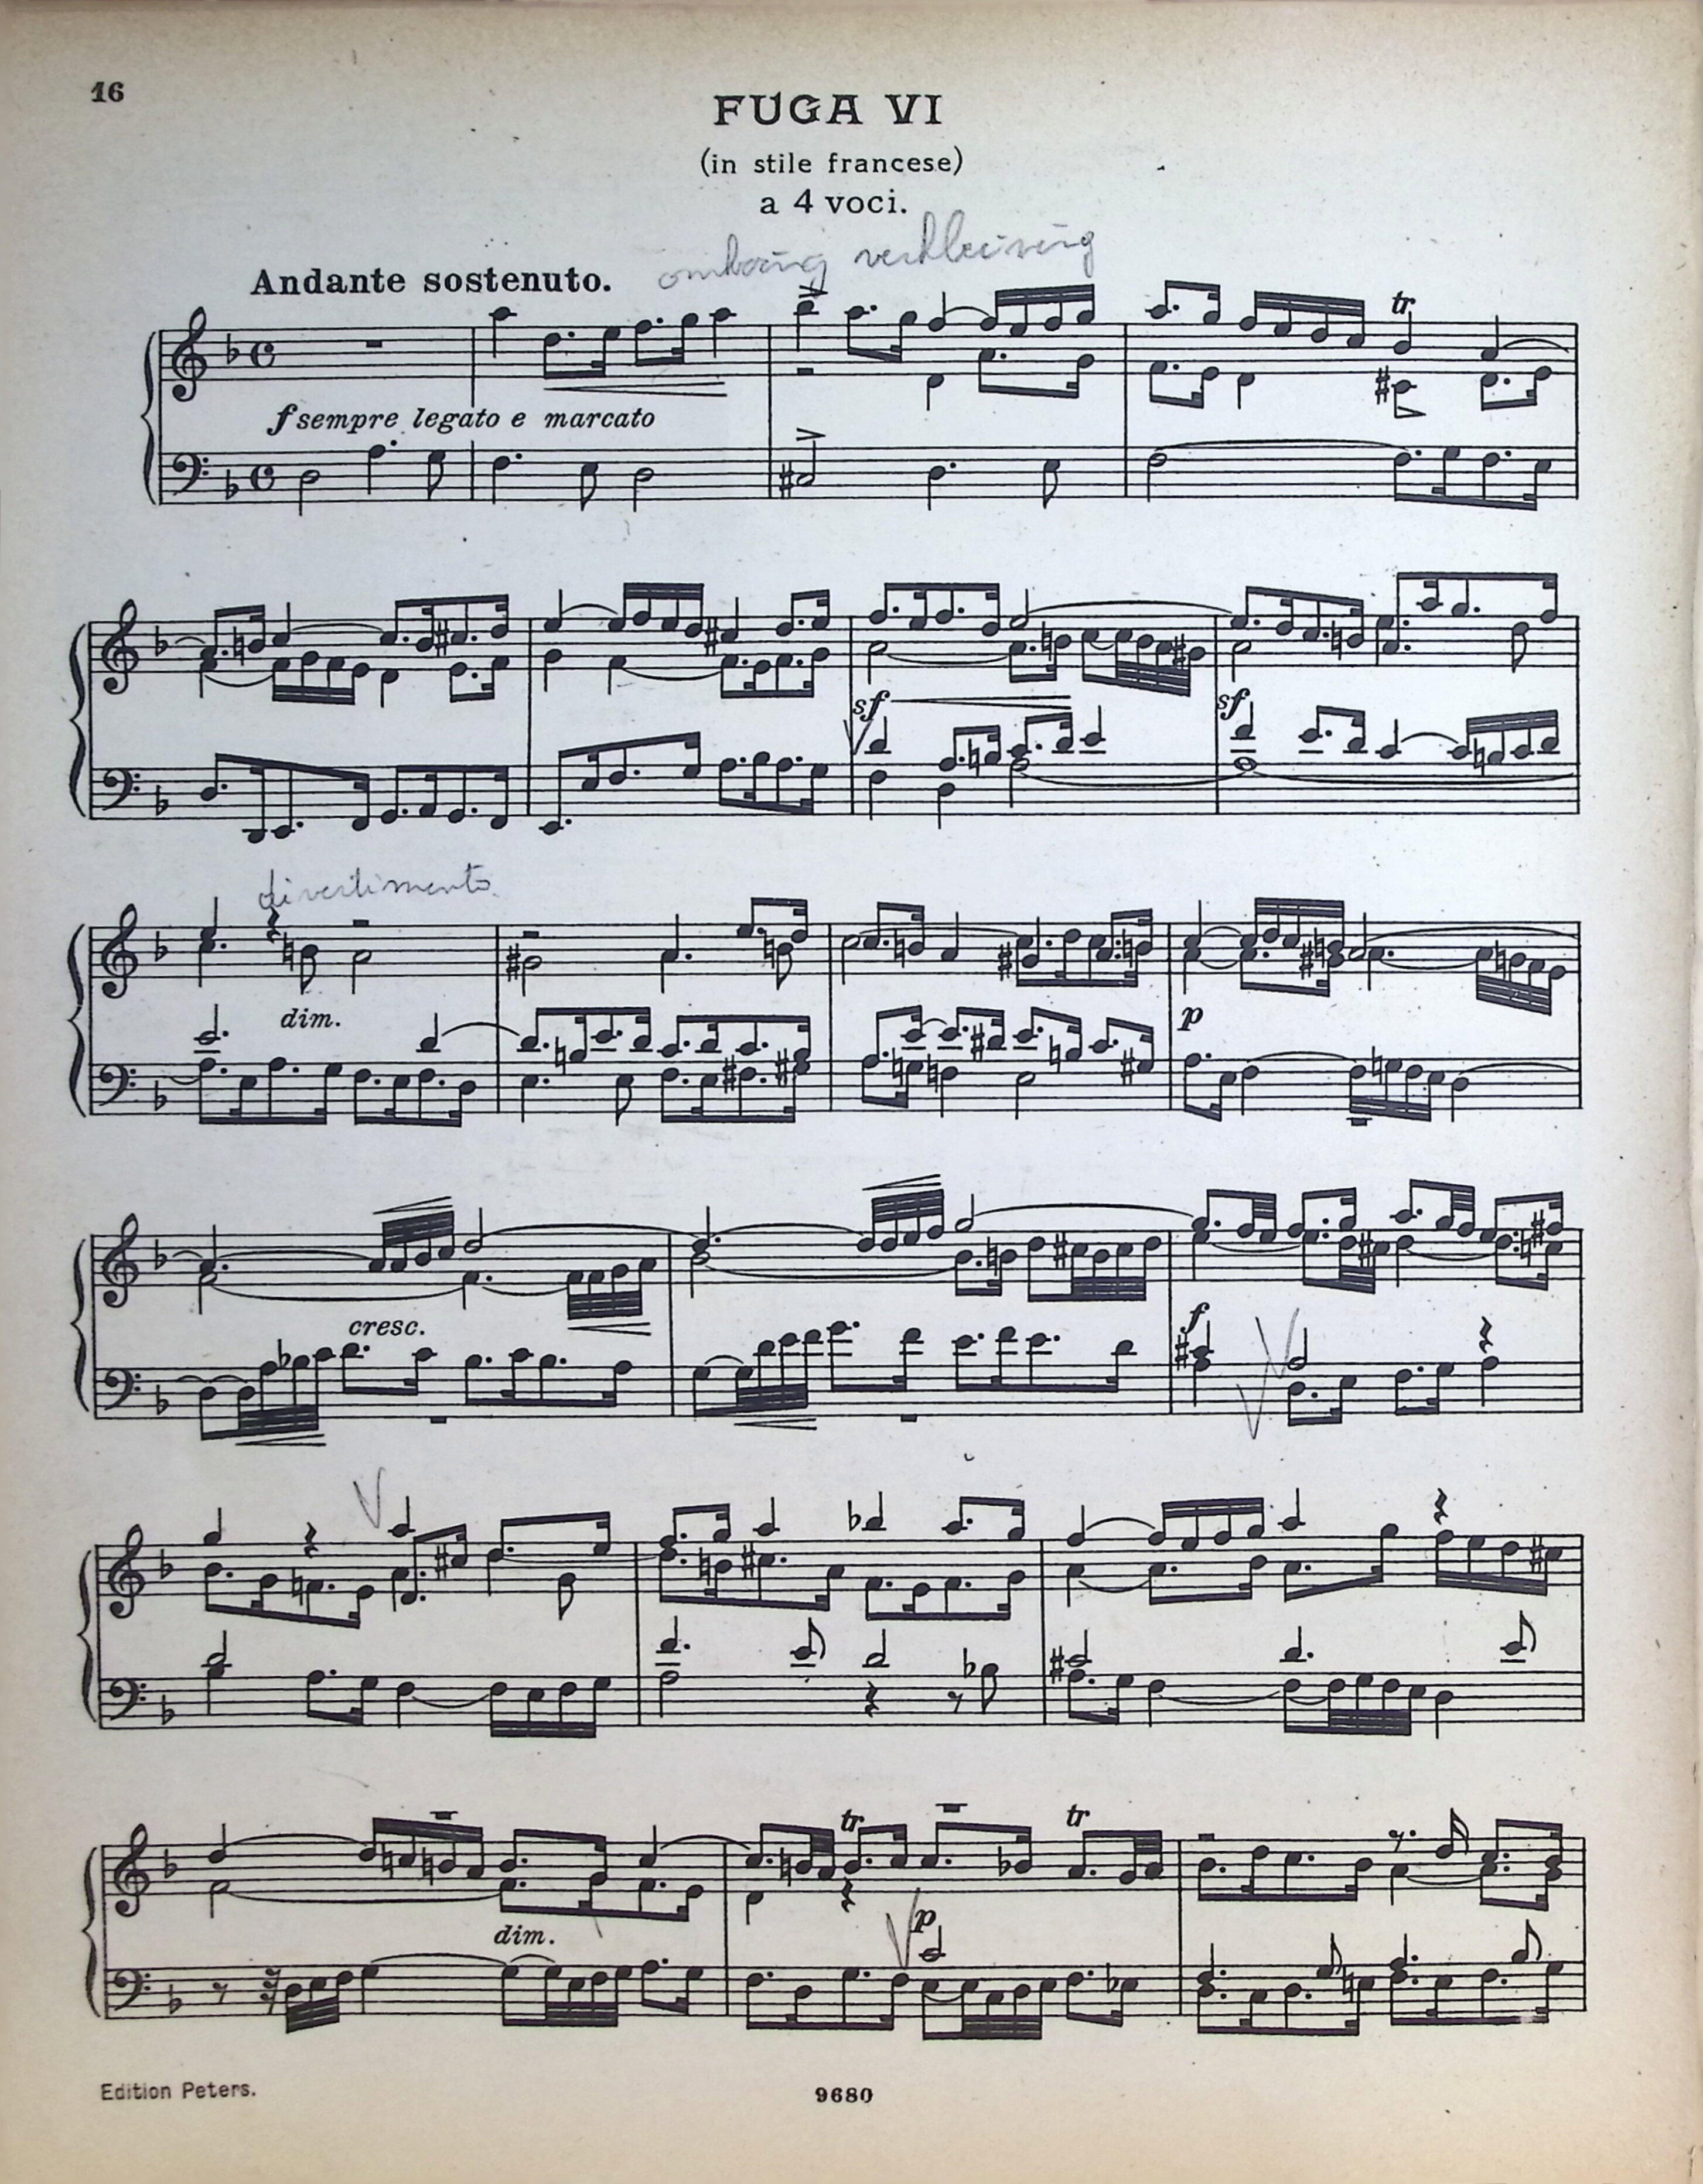 16
FUGA VI
(in stile francese)
a 4 voci.
omkering verkleining
Andante sostenuto.
tr
f sempre legato e marcato
sf
sf
divertimento
dim.
p
cresc.
f
tr
tr
dim.
p
Edition Peters.
9680